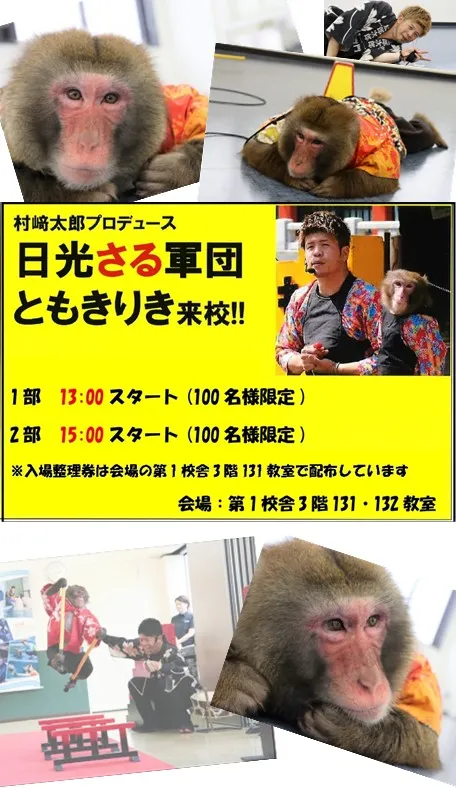 村﨑太郎プロデュース
日光さる軍団
ともきりき来校!!
1部 13:00 スタート (100名様限定)
2部 15:00 スタート (100名様限定)
※入場整理券は会場の第1校舎3階131教室で配布しています
会場:第1校舎3階131・132教室